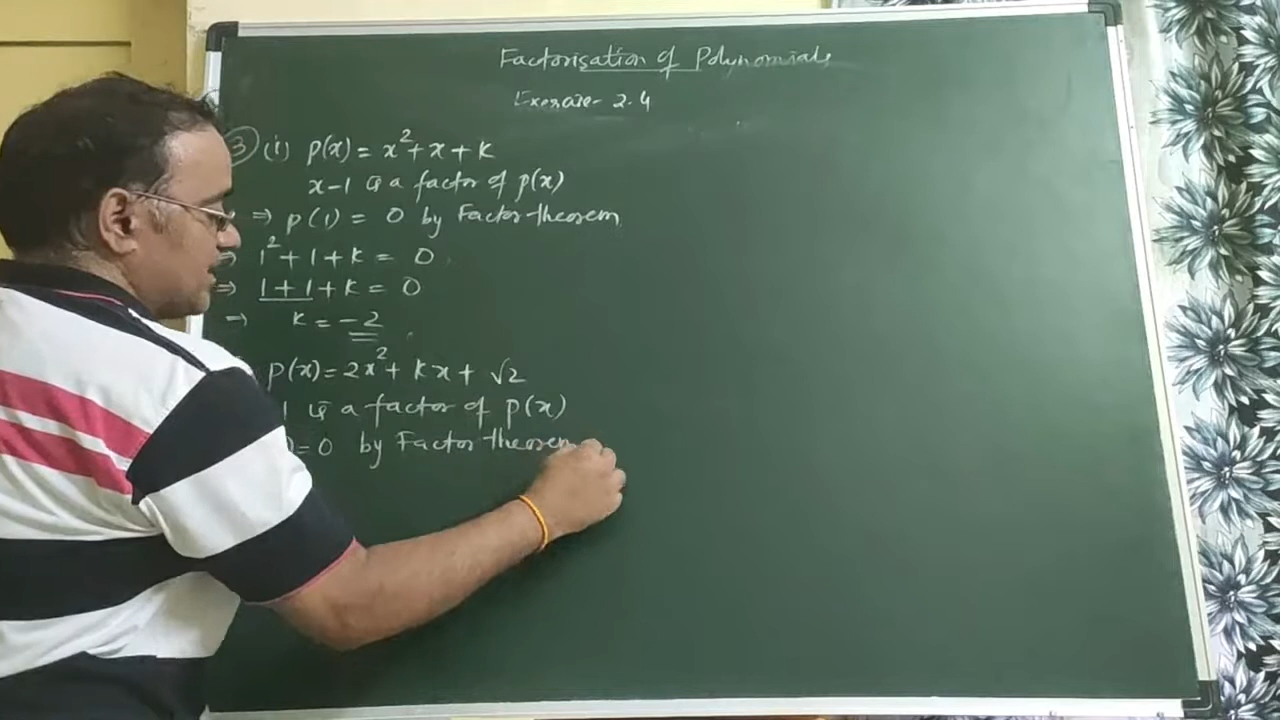 Factorisation of Polynomials
Exercise- 2.4
③ (i) p(x) = x²+x+k
x-1 is a factor of p(x)
⇒ p(1) = 0 by Factor theorem
⇒ 1²+1+k = 0
⇒ 1+1+k = 0
⇒ k = -2
p(x)=2x²+kx+√2
1 is a factor of p(x)
)=0 by Factor theorem